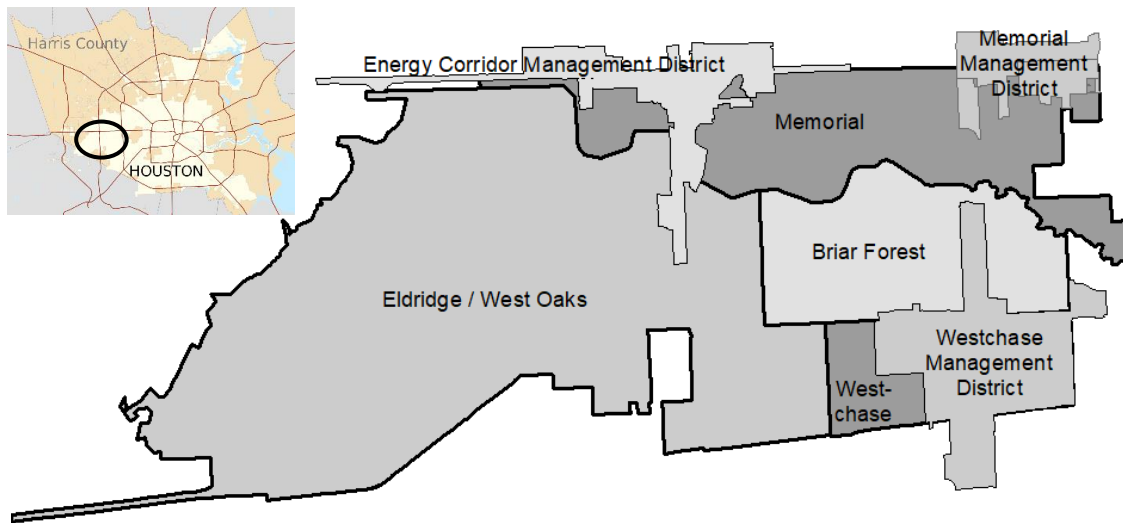 Harris County
HOUSTON
Energy Corridor Management District
Memorial
Management
District
Memorial
Briar Forest
Eldridge / West Oaks
Westchase
Management
District
West-
chase